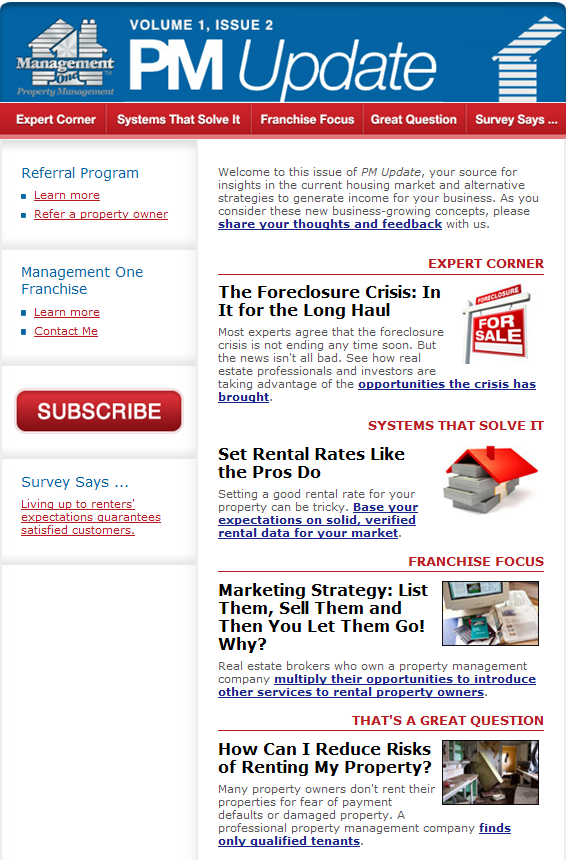 VOLUME 1, ISSUE 2
PM Update
Management
One™
Property Management
Expert Corner
Systems That Solve It
Franchise Focus
Great Question
Survey Says ...
Referral Program
Learn more
Refer a property owner
Management One
Franchise
Learn more
Contact Me
SUBSCRIBE
Survey Says ...
Living up to renters'
expectations guarantees
satisfied customers.
Welcome to this issue of PM Update, your source for
insights in the current housing market and alternative
strategies to generate income for your business. As you
consider these new business-growing concepts, please
share your thoughts and feedback with us.
EXPERT CORNER
The Foreclosure Crisis: In
It for the Long Haul
FORECLOSURE
FOR
SALE
Most experts agree that the foreclosure
crisis is not ending any time soon. But
the news isn't all bad. See how real
estate professionals and investors are
taking advantage of the opportunities the crisis has
brought.
SYSTEMS THAT SOLVE IT
Set Rental Rates Like
the Pros Do
Setting a good rental rate for your
property can be tricky. Base your
expectations on solid, verified
rental data for your market.
FRANCHISE FOCUS
Marketing Strategy: List
Them, Sell Them and
Then You Let Them Go!
Why?
Real estate brokers who own a property management
company multiply their opportunities to introduce
other services to rental property owners.
THAT'S A GREAT QUESTION
How Can I Reduce Risks
of Renting My Property?
Many property owners don't rent their
properties for fear of payment
defaults or damaged property. A
professional property management company finds
only qualified tenants.